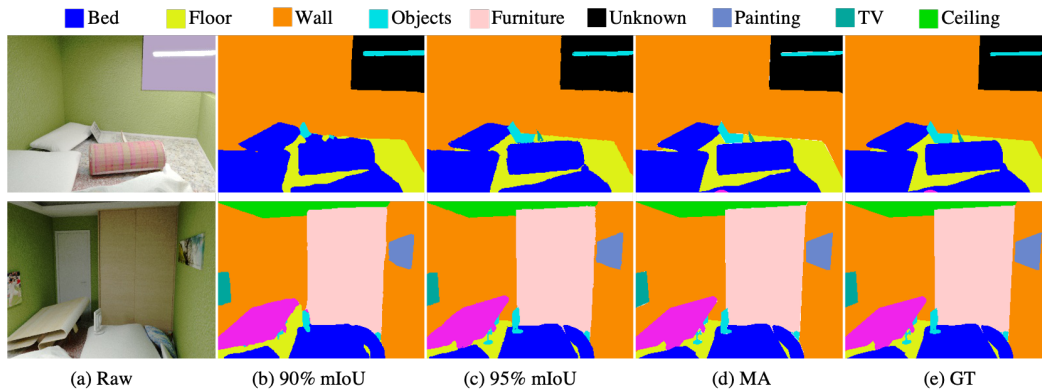 Bed Floor Wall Objects Furniture Unknown Painting TV Ceiling
(a) Raw (b) 90% mIoU (c) 95% mIoU (d) MA (e) GT